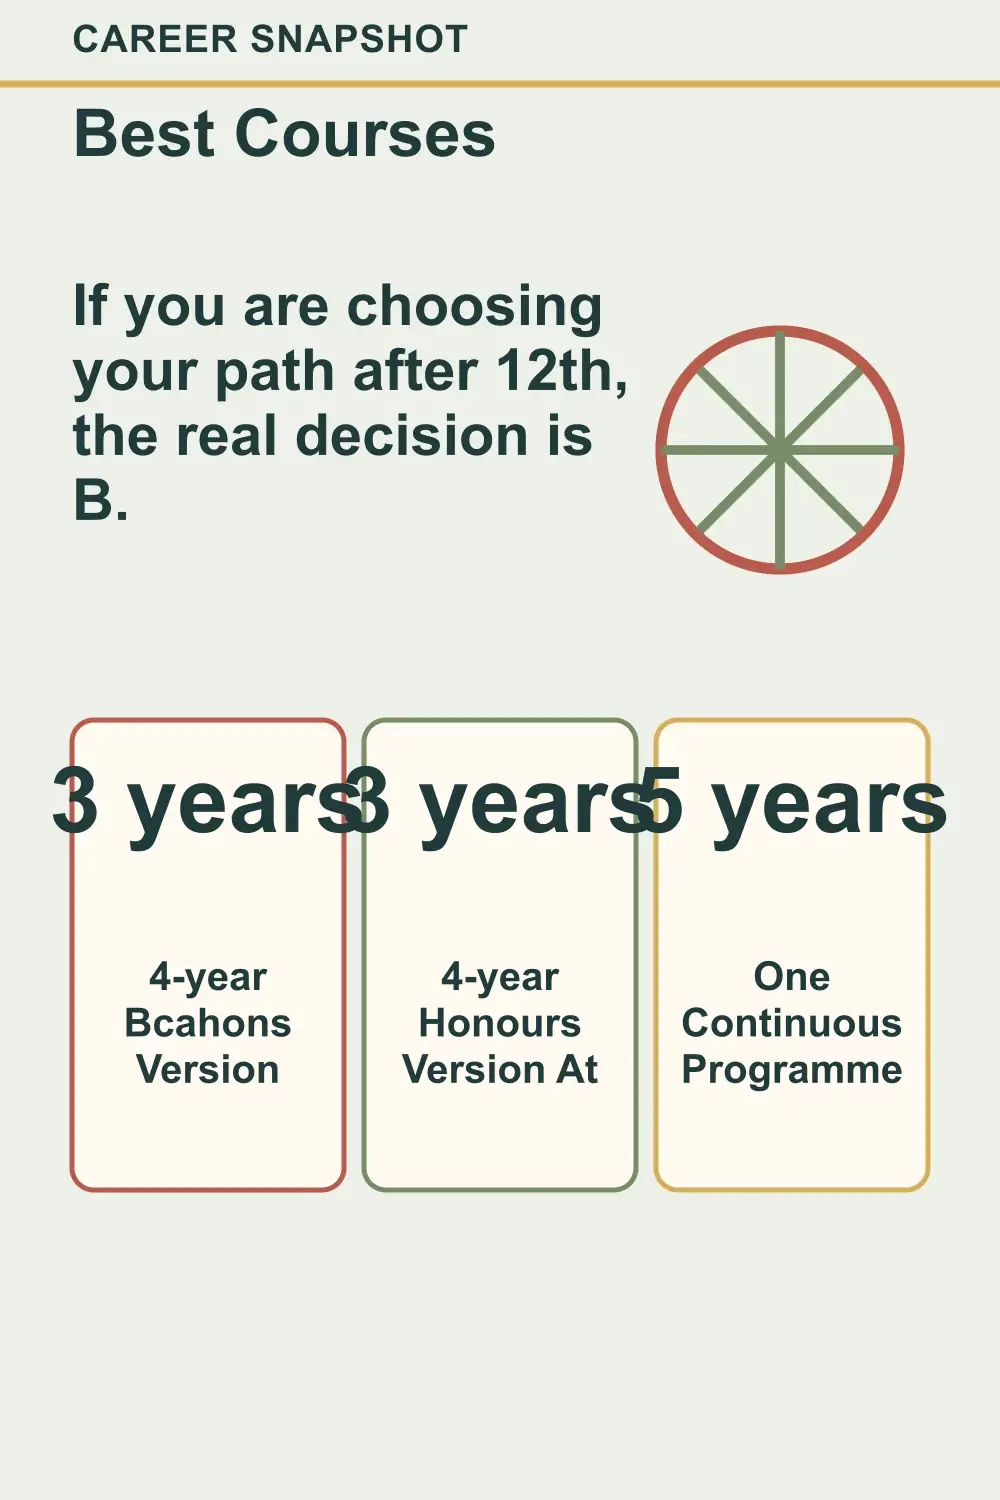 CAREER SNAPSHOT
Best Courses
If you are choosing
your path after 12th,
the real decision is
B.
3 years
3 years
5 years
4-year
Bcahons
Version
4-year
Honours
Version At
One
Continuous
Programme